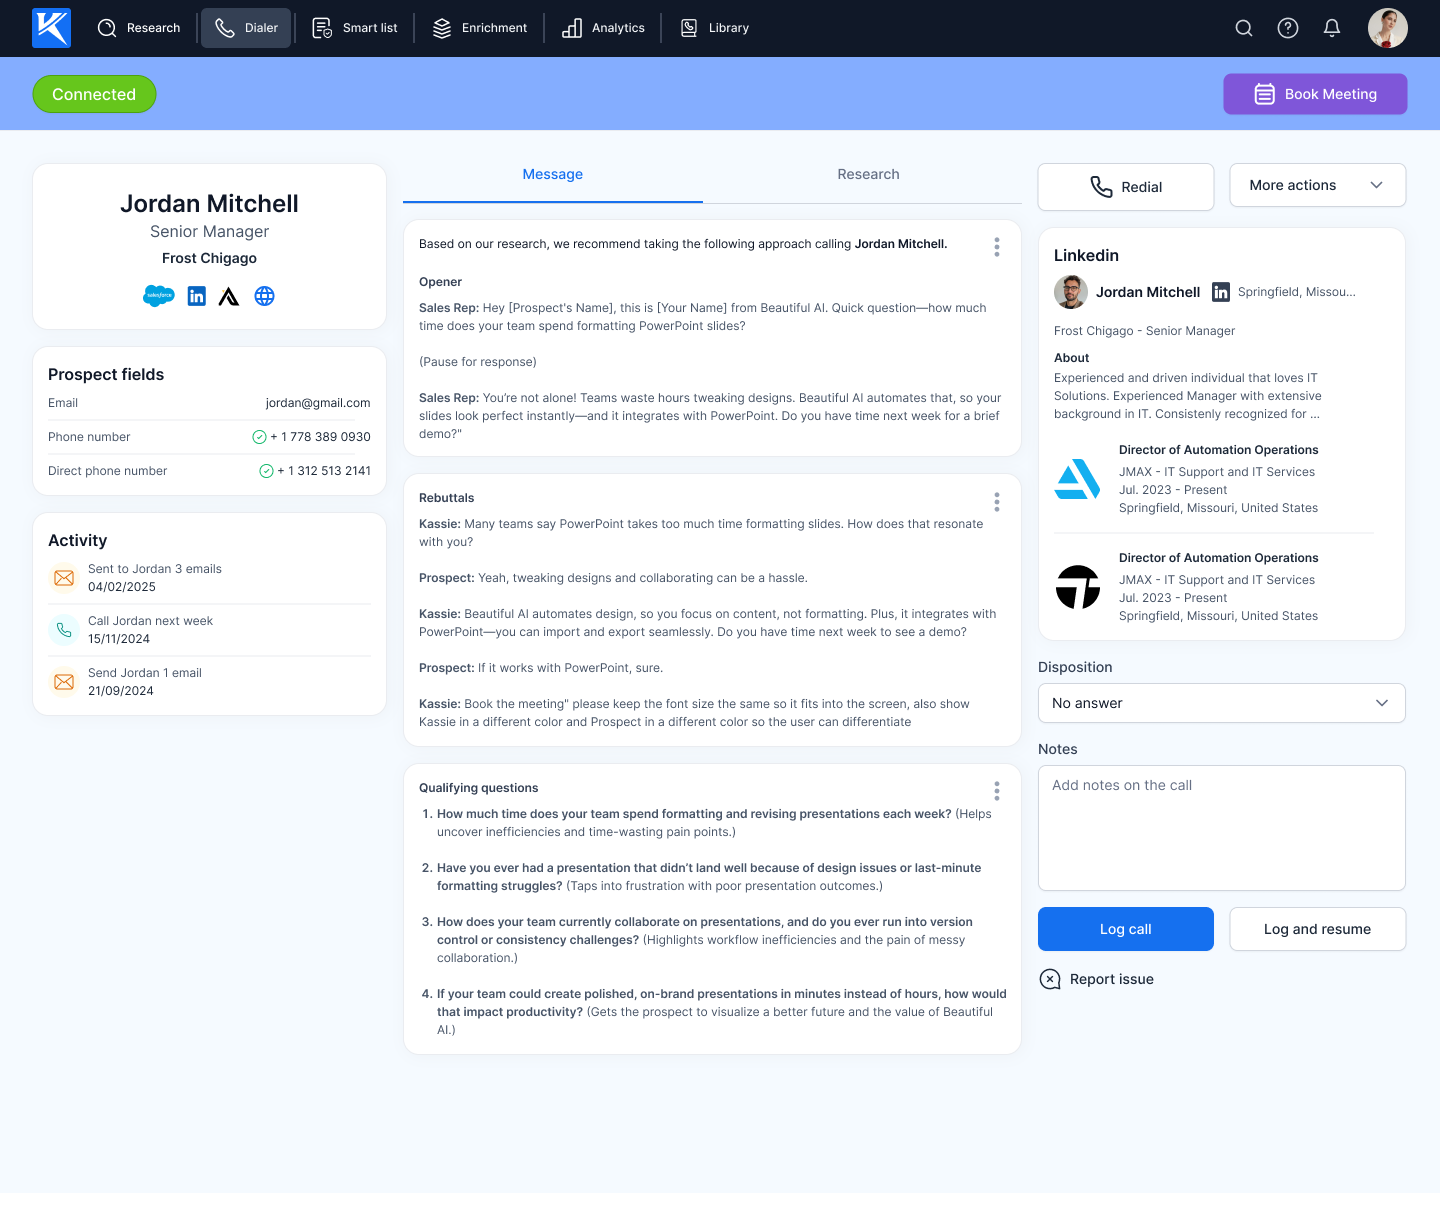 Research
Dialer
Smart list
Enrichment
Analytics
Library
Connected
Book Meeting
Jordan Mitchell
Senior Manager
Frost Chigago
salesforce
Prospect fields
Email
jordan@gmail.com
Phone number
+ 1 778 389 0930
Direct phone number
+ 1 312 513 2141
Activity
Sent to Jordan 3 emails
04/02/2025
Call Jordan next week
15/11/2024
Send Jordan 1 email
21/09/2024
Message
Research
Based on our research, we recommend taking the following approach calling Jordan Mitchell.
Opener
Sales Rep: Hey [Prospect's Name], this is [Your Name] from Beautiful AI. Quick question—how much
time does your team spend formatting PowerPoint slides?
(Pause for response)
Sales Rep: You’re not alone! Teams waste hours tweaking designs. Beautiful AI automates that, so your
slides look perfect instantly—and it integrates with PowerPoint. Do you have time next week for a brief
demo?"
Rebuttals
Kassie: Many teams say PowerPoint takes too much time formatting slides. How does that resonate
with you?
Prospect: Yeah, tweaking designs and collaborating can be a hassle.
Kassie: Beautiful AI automates design, so you focus on content, not formatting. Plus, it integrates with
PowerPoint—you can import and export seamlessly. Do you have time next week to see a demo?
Prospect: If it works with PowerPoint, sure.
Kassie: Book the meeting" please keep the font size the same so it fits into the screen, also show
Kassie in a different color and Prospect in a different color so the user can differentiate
Qualifying questions
1. How much time does your team spend formatting and revising presentations each week? (Helps
uncover inefficiencies and time-wasting pain points.)
2. Have you ever had a presentation that didn’t land well because of design issues or last-minute
formatting struggles? (Taps into frustration with poor presentation outcomes.)
3. How does your team currently collaborate on presentations, and do you ever run into version
control or consistency challenges? (Highlights workflow inefficiencies and the pain of messy
collaboration.)
4. If your team could create polished, on-brand presentations in minutes instead of hours, how would
that impact productivity? (Gets the prospect to visualize a better future and the value of Beautiful
AI.)
Redial
More actions
Linkedin
Jordan Mitchell
Springfield, Missou...
Frost Chigago - Senior Manager
About
Experienced and driven individual that loves IT
Solutions. Experienced Manager with extensive
background in IT. Consistenly recognized for ...
Director of Automation Operations
JMAX - IT Support and IT Services
Jul. 2023 - Present
Springfield, Missouri, United States
Director of Automation Operations
JMAX - IT Support and IT Services
Jul. 2023 - Present
Springfield, Missouri, United States
Disposition
No answer
Notes
Add notes on the call
Log call
Log and resume
Report issue